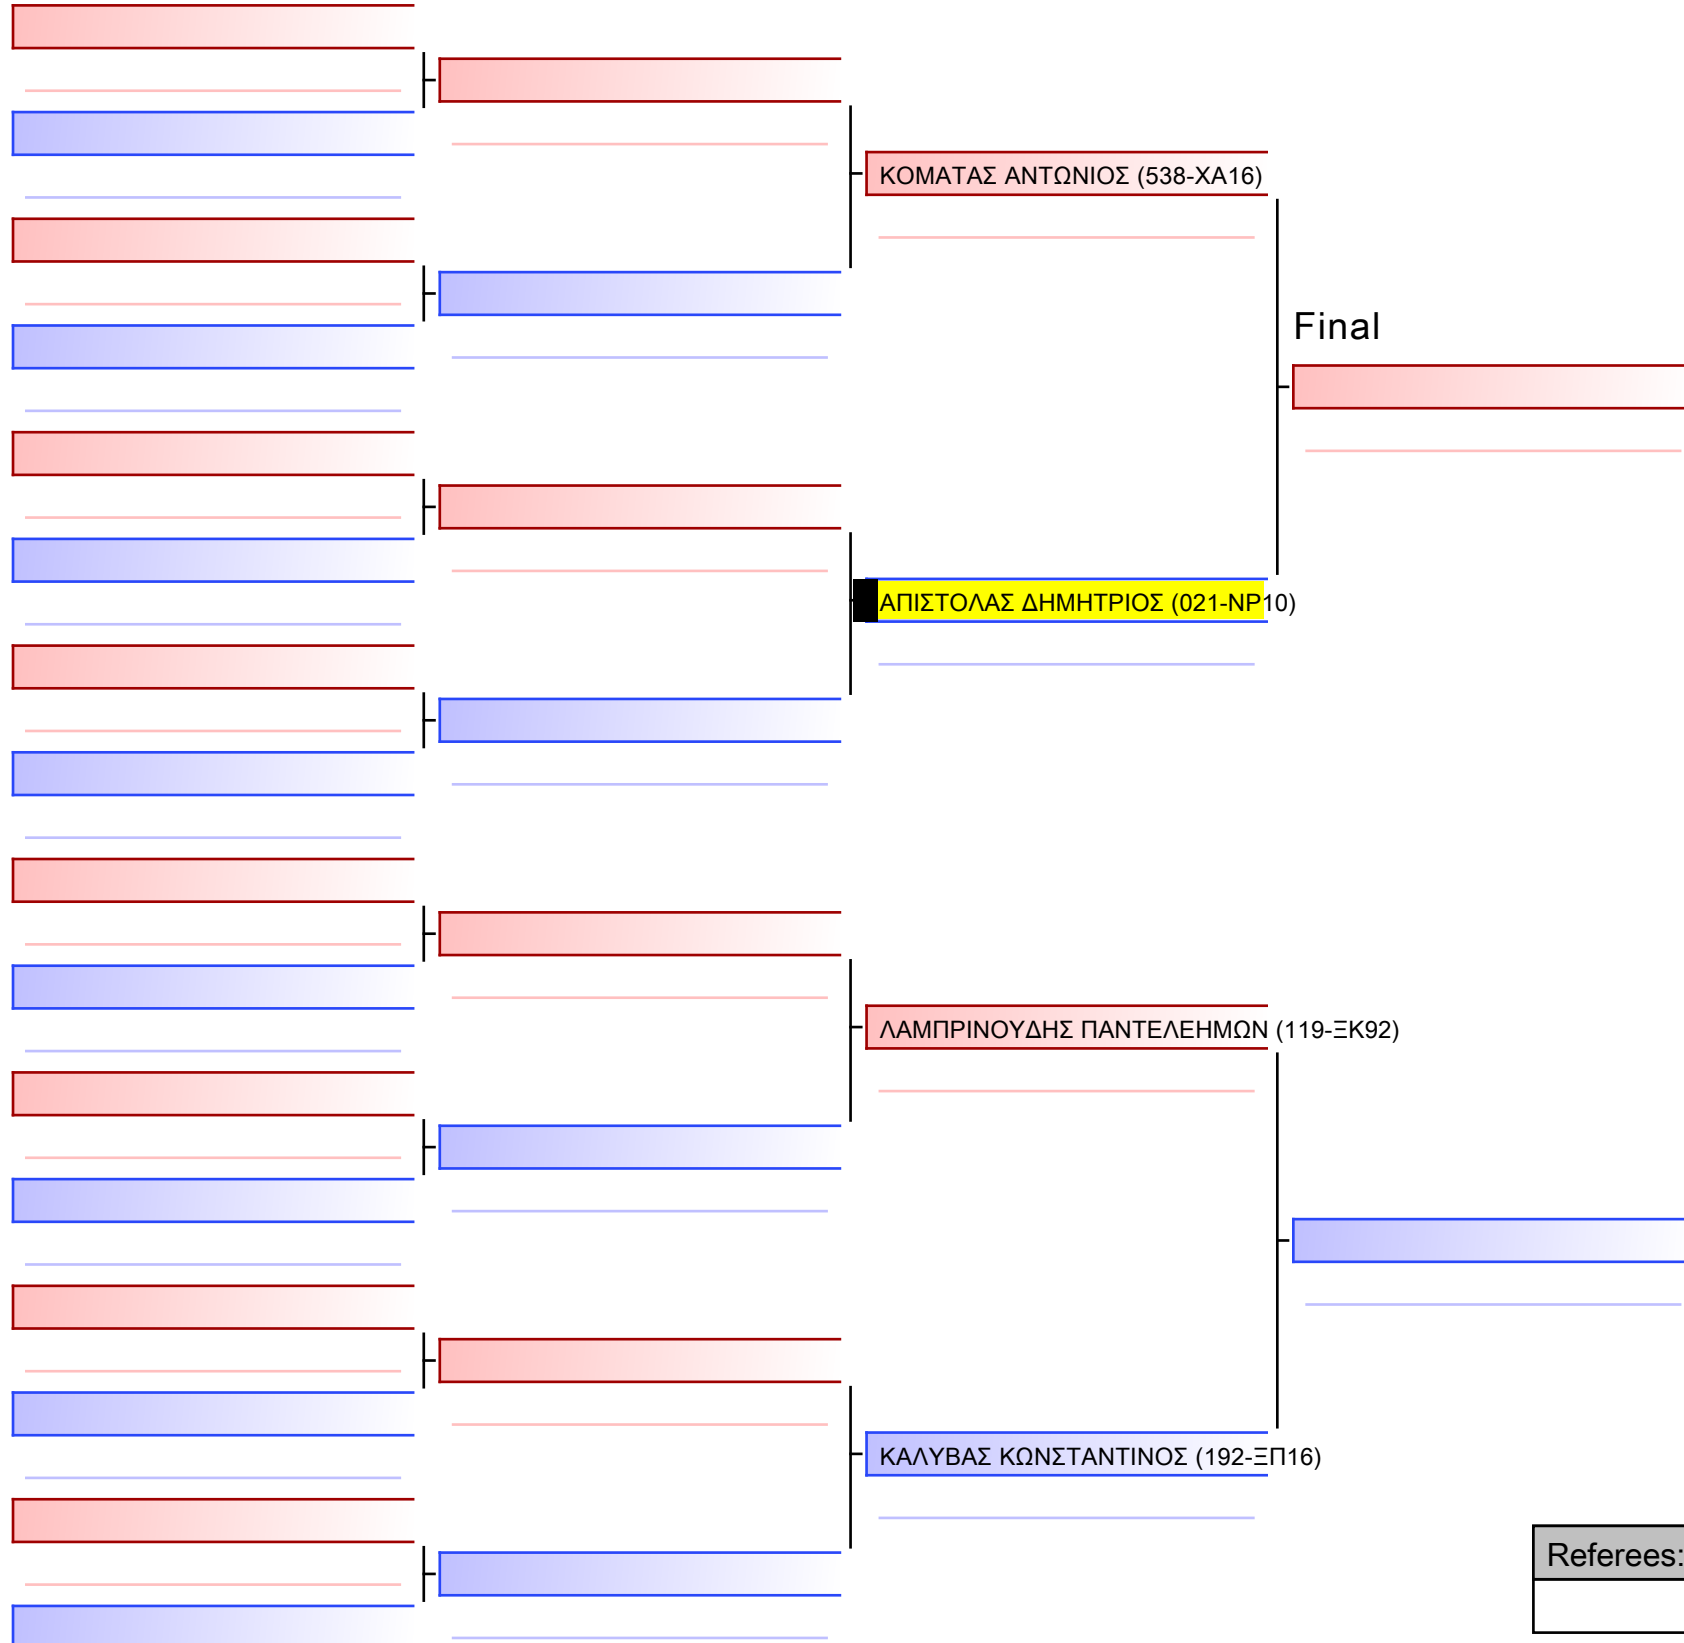 ΚΟΜΑΤΑΣ ΑΝΤΩΝΙΟΣ (538-ΧΑ16)
Final
ΑΠΙΣΤΟΛΑΣ ΔΗΜΗΤΡΙΟΣ (021-ΝΡ10)
ΛΑΜΠΡΙΝΟΥΔΗΣ ΠΑΝΤΕΛΕΗΜΩΝ (119-ΞΚ92)
ΚΑΛΥΒΑΣ ΚΩΝΣΤΑΝΤΙΝΟΣ (192-ΞΠ16)
Referees: